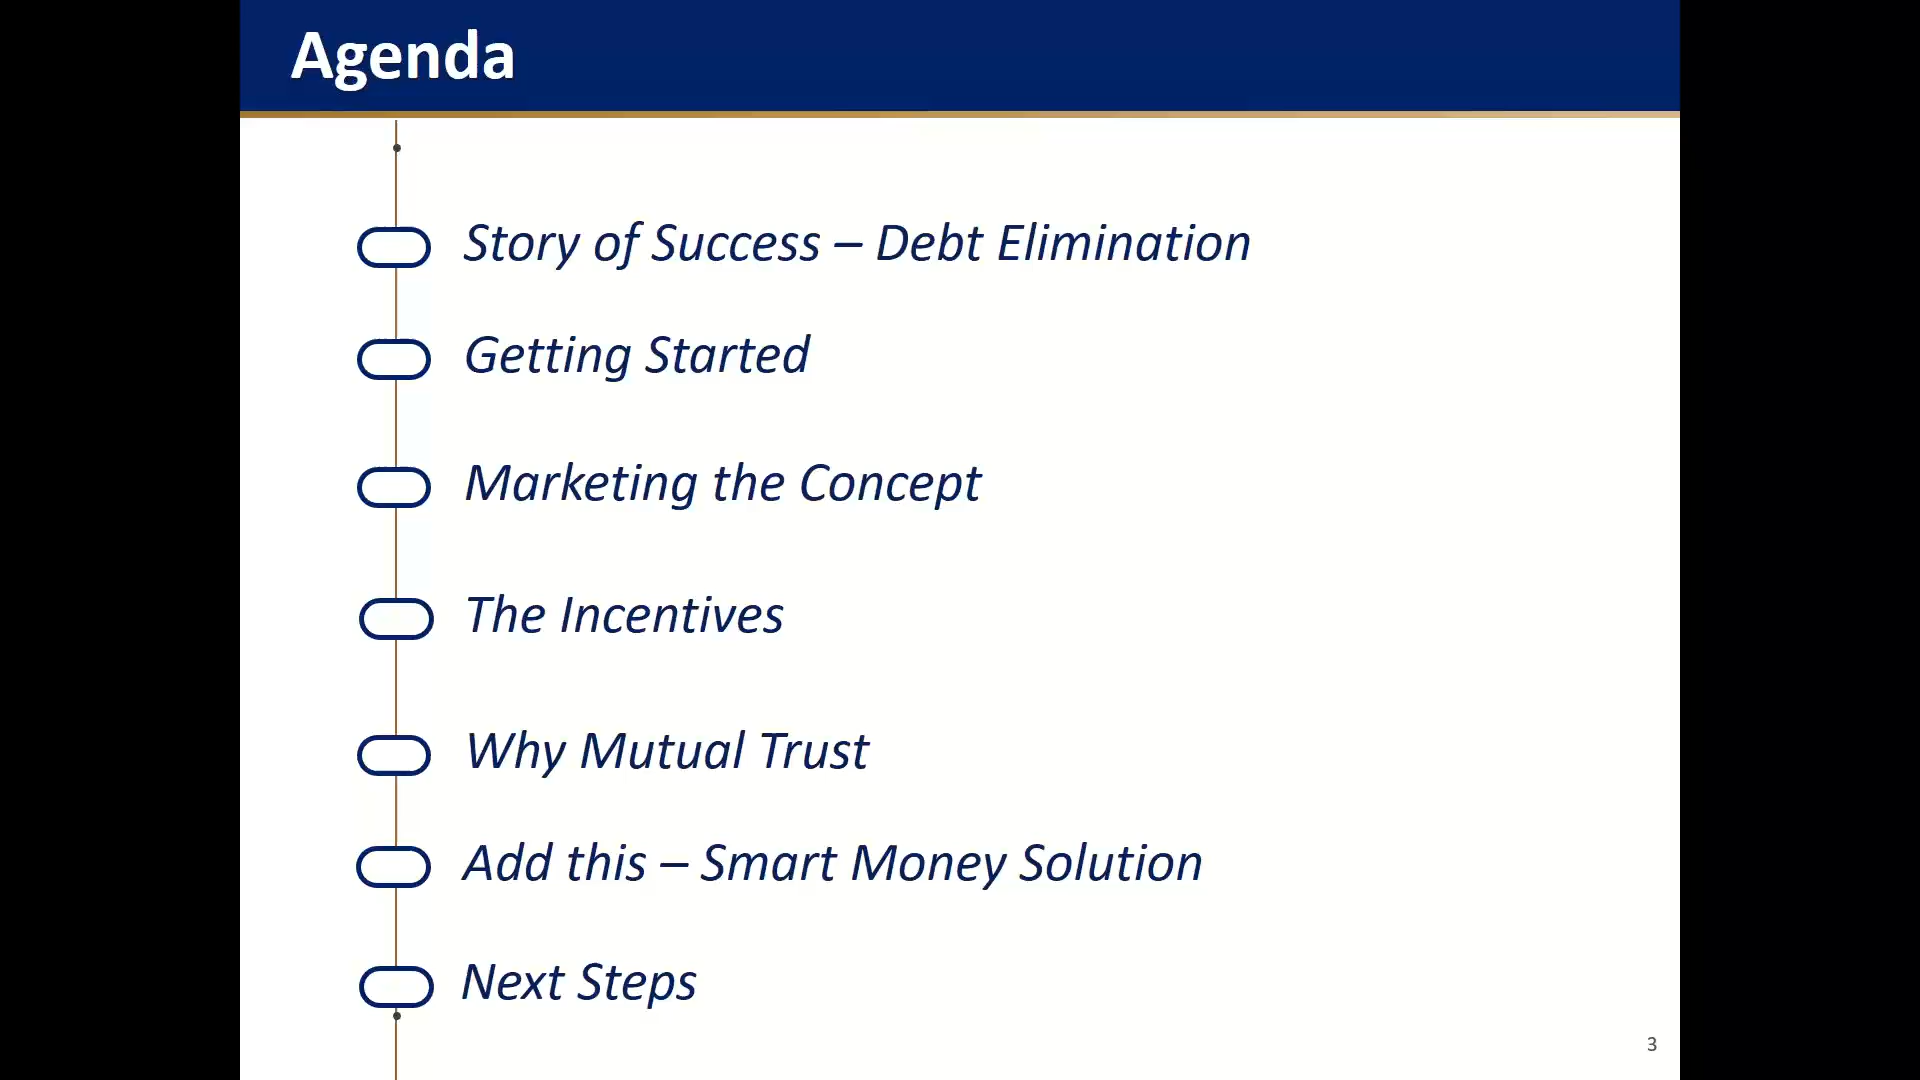 Agenda
Story of Success – Debt Elimination
Getting Started
Marketing the Concept
The Incentives
Why Mutual Trust
Add this – Smart Money Solution
Next Steps
3